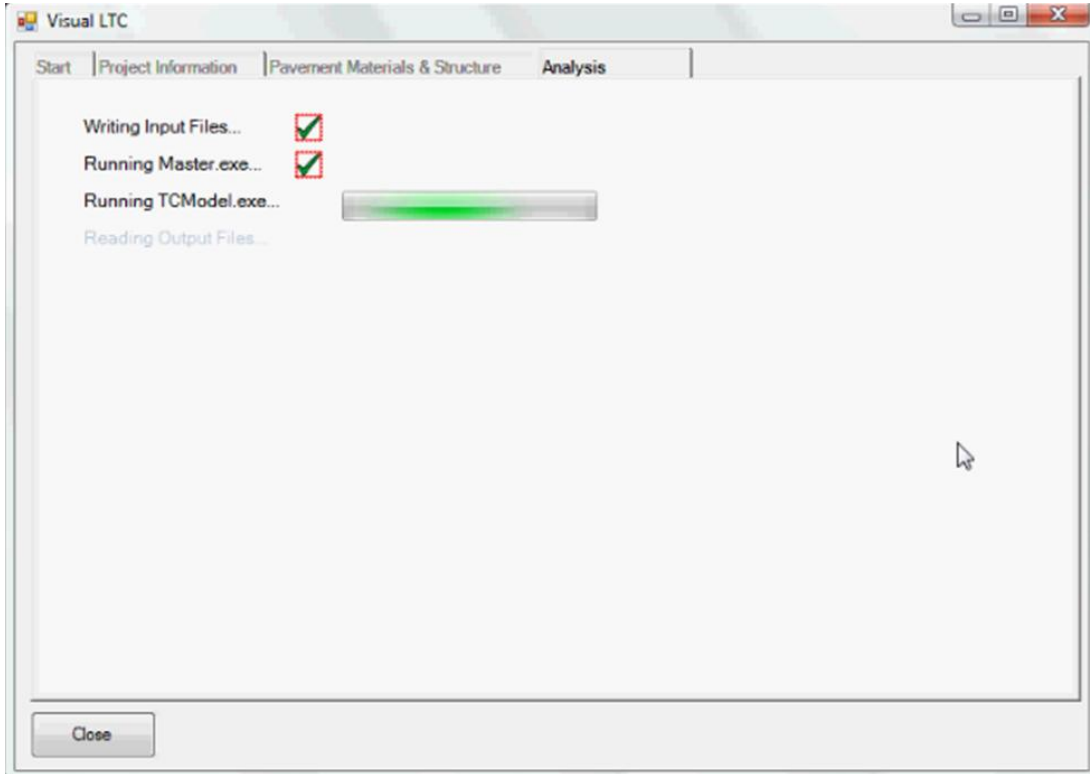 Visual LTC
Start Project Information Pavement Materials & Structure Analysis
Writing Input Files...
Running Master.exe...
Running TCModel.exe...
Reading Output Files...
Close